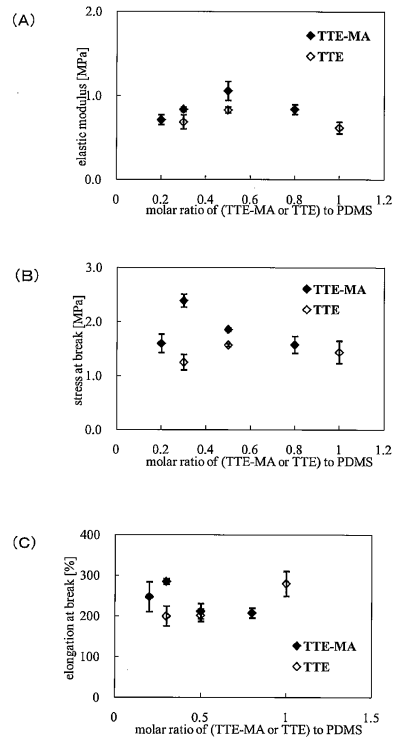 (A)
2.0
1.0
0.0
elastic modulus [MPa]
TTE-MA
TTE
0 0.2 0.4 0.6 0.8 1 1.2
molar ratio of (TTE-MA or TTE) to PDMS
(B)
3.0
2.0
1.0
0.0
stress at break [MPa]
TTE-MA
TTE
0 0.2 0.4 0.6 0.8 1 1.2
molar ratio of (TTE-MA or TTE) to PDMS
(C)
400
300
200
100
0
elongation at break [%]
TTE-MA
TTE
0 0.5 1 1.5
molar ratio of (TTE-MA or TTE) to PDMS